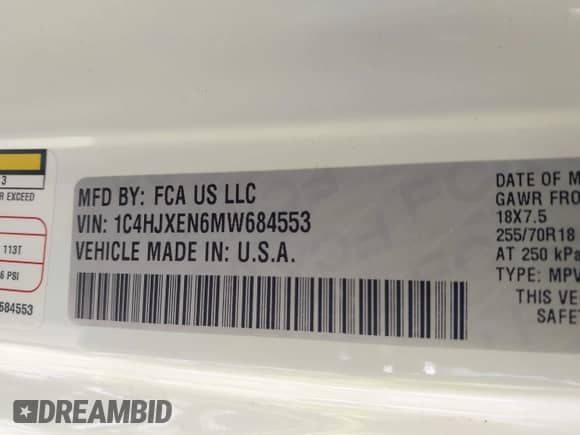 3
R EXCEED
113T
6 PSI
584553
MFD BY: FCA US LLC
VIN: 1C4HJXEN6MW684553
VEHICLE MADE IN: U.S.A.
DATE OF M
GAWR FRO
18X7.5
255/70R18
AT 250 kPa
TYPE: MPV
THIS VE
SAFET
DREAMBID